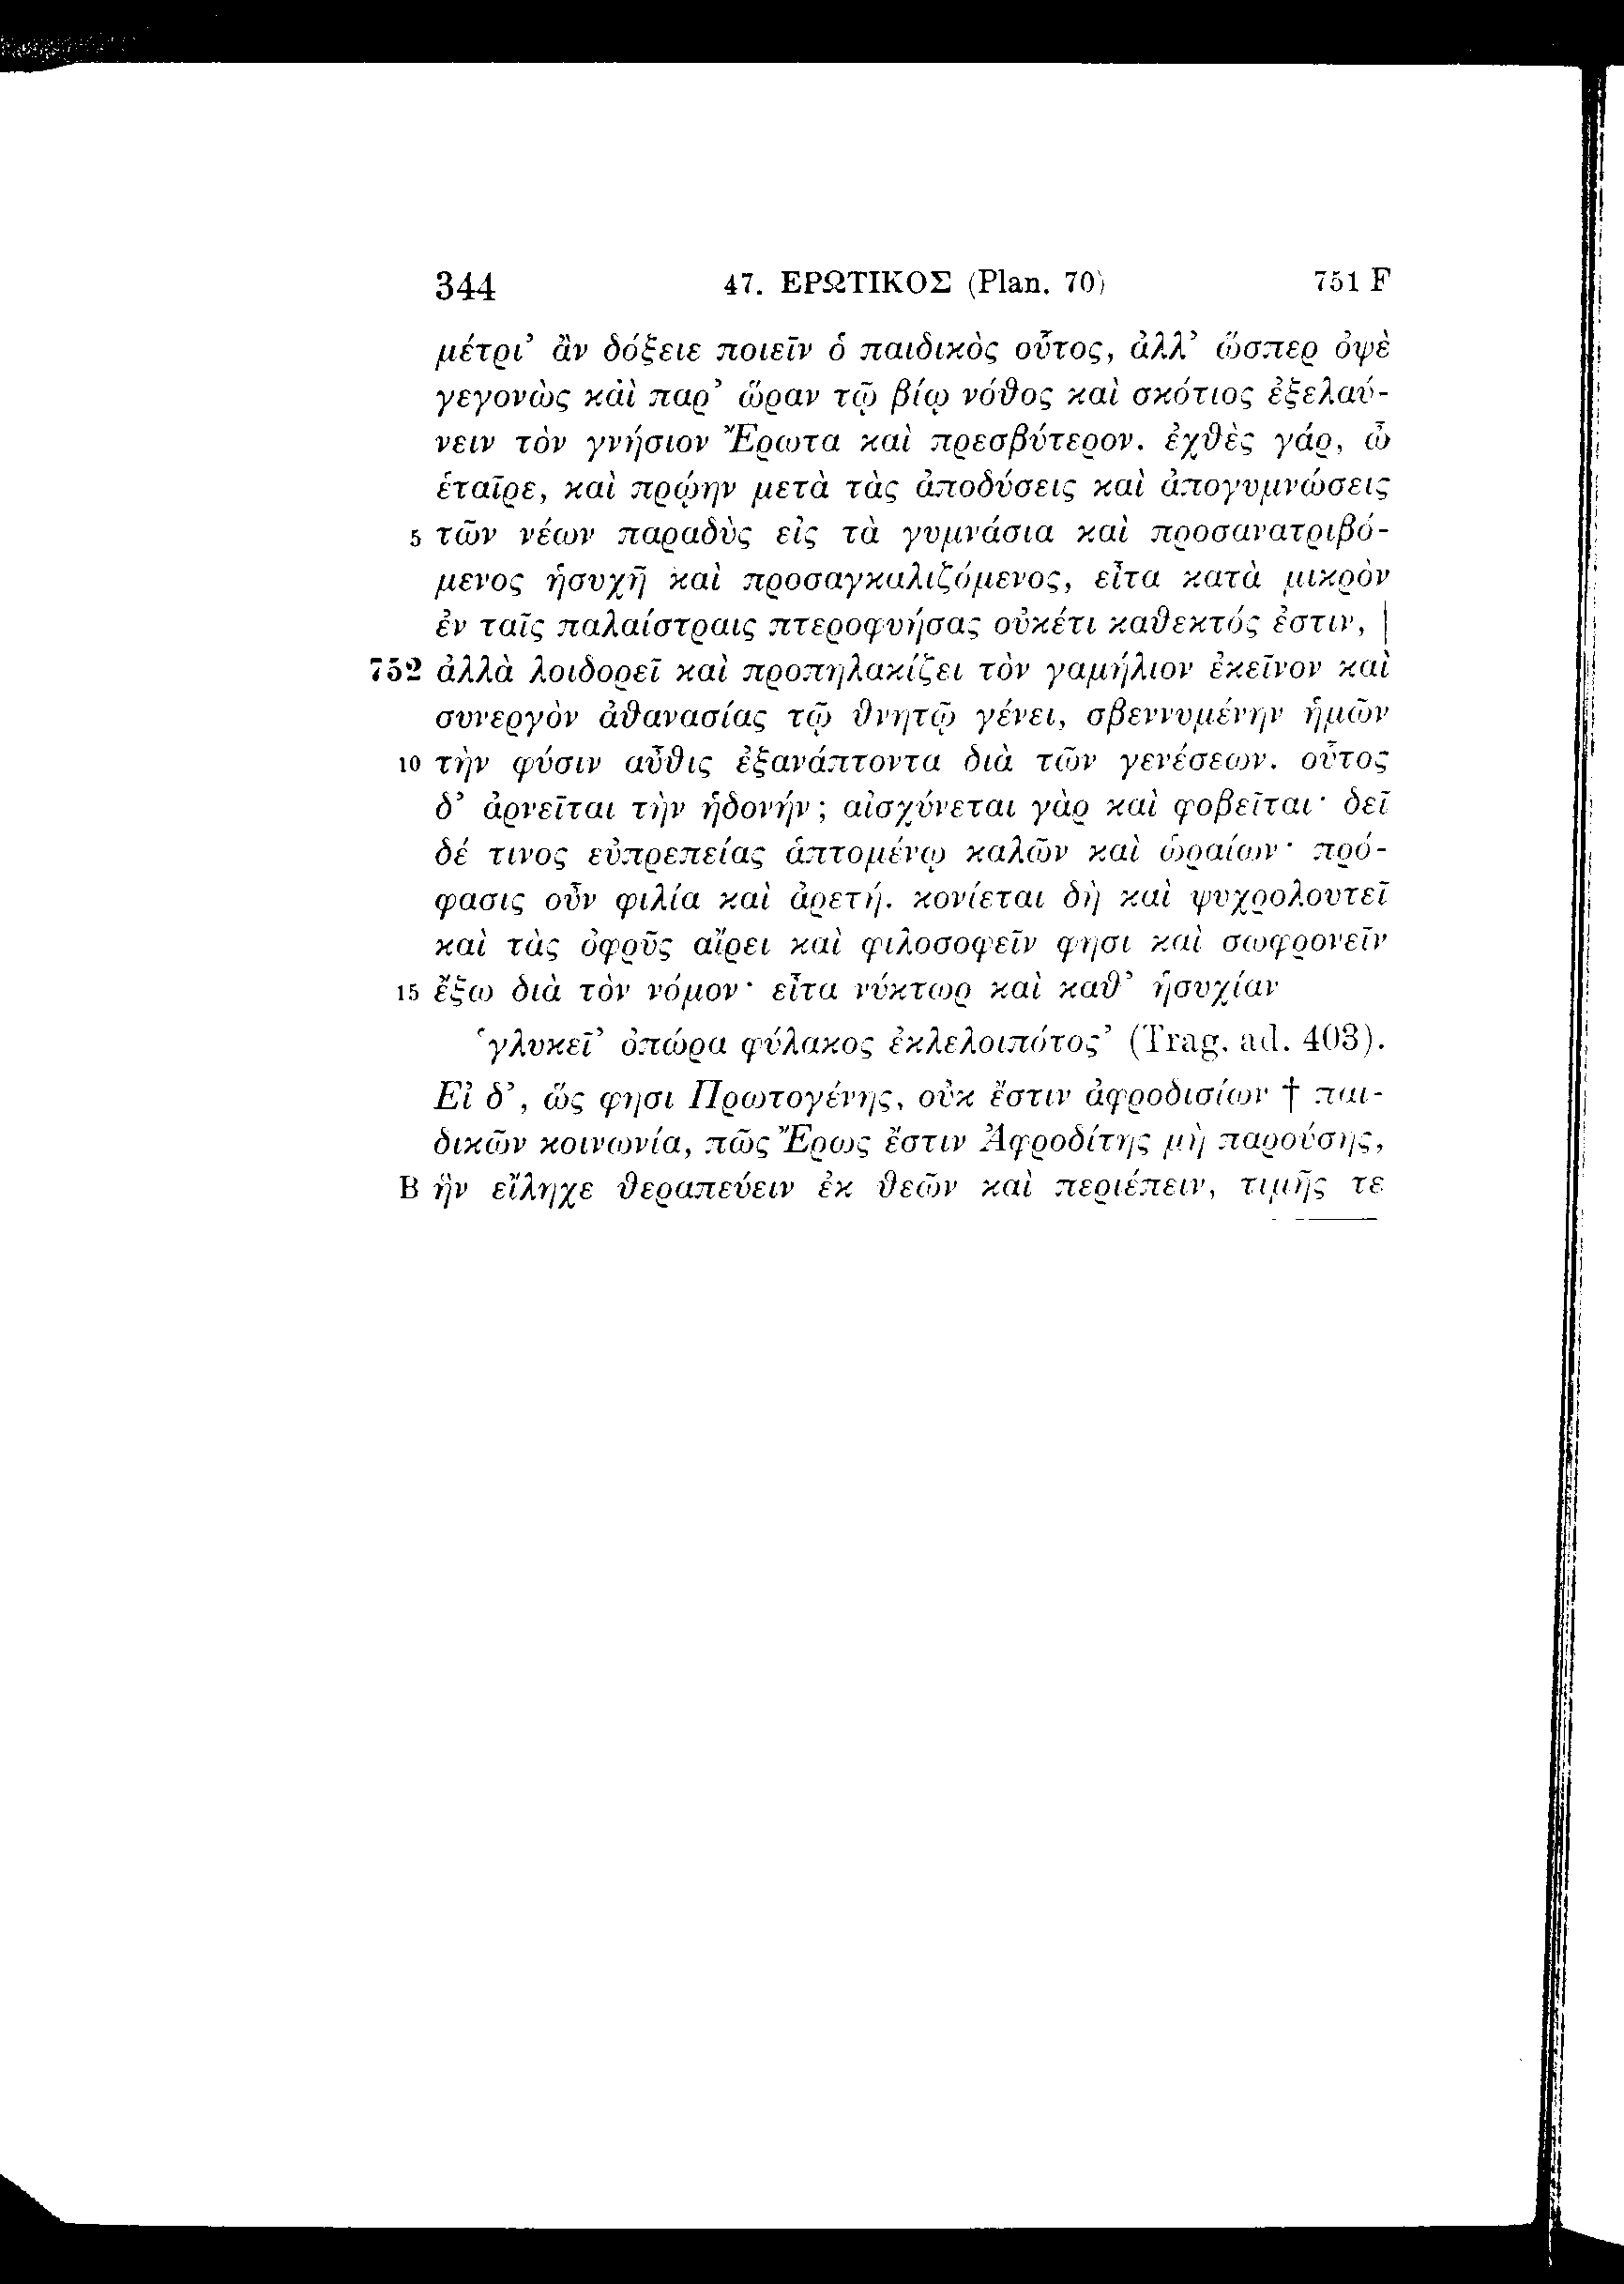 344 47. ΕΡΩΤΙΚΟΣ (Plan. 70) 751 F
μέτρι’ ἂν δόξειε ποιεῖν ὁ παιδικὸς οὗτος, ἀλλ’ ὥσπερ ὀψὲ
γεγονὼς καὶ παρ’ ὥραν τῷ βίῳ νόθος καὶ σκότιος ἐξελαύ-
νειν τὸν γνήσιον Ἔρωτα καὶ πρεσβύτερον. ἐχθὲς γάρ, ὦ
ἑταῖρε, καὶ πρῴην μετὰ τὰς ἀποδύσεις καὶ ἀπογυμνώσεις
5 τῶν νέων παραδὺς εἰς τὰ γυμνάσια καὶ προσανατριβό-
μενος ἡσυχῇ καὶ προσαγκαλιζόμενος, εἶτα κατὰ μικρὸν
ἐν ταῖς παλαίστραις πτεροφυήσας οὐκέτι καθεκτός ἐστιν, |
752 ἀλλὰ λοιδορεῖ καὶ προπηλακίζει τὸν γαμήλιον ἐκεῖνον καὶ
συνεργὸν ἀθανασίας τῷ θνητῷ γένει, σβεννυμένην ἡμῶν
10 τὴν φύσιν αὖθις ἐξανάπτοντα διὰ τῶν γενέσεων. οὗτος
δ’ ἀρνεῖται τὴν ἡδονήν; αἰσχύνεται γὰρ καὶ φοβεῖται· δεῖ
δέ τινος εὐπρεπείας ἁπτομένῳ καλῶν καὶ ὡραίων· πρό-
φασις οὖν φιλία καὶ ἀρετή. κονίεται δὴ καὶ ψυχρολουτεῖ
καὶ τὰς ὀφρῦς αἴρει καὶ φιλοσοφεῖν φησι καὶ σωφρονεῖν
15 ἔξω διὰ τὸν νόμον· εἶτα νύκτωρ καὶ καθ’ ἡσυχίαν
‘γλυκεῖ’ ὀπώρα φύλακος ἐκλελοιπότος’ (Trag. ad. 403).
Εἰ δ’, ὥς φησι Πρωτογένης, οὐκ ἔστιν ἀφροδισίων † παι-
δικῶν κοινωνία, πῶς Ἔρως ἔστιν Ἀφροδίτης μὴ παρούσης,
B ἣν εἴληχε θεραπεύειν ἐκ θεῶν καὶ περιέπειν, τιμῆς τε